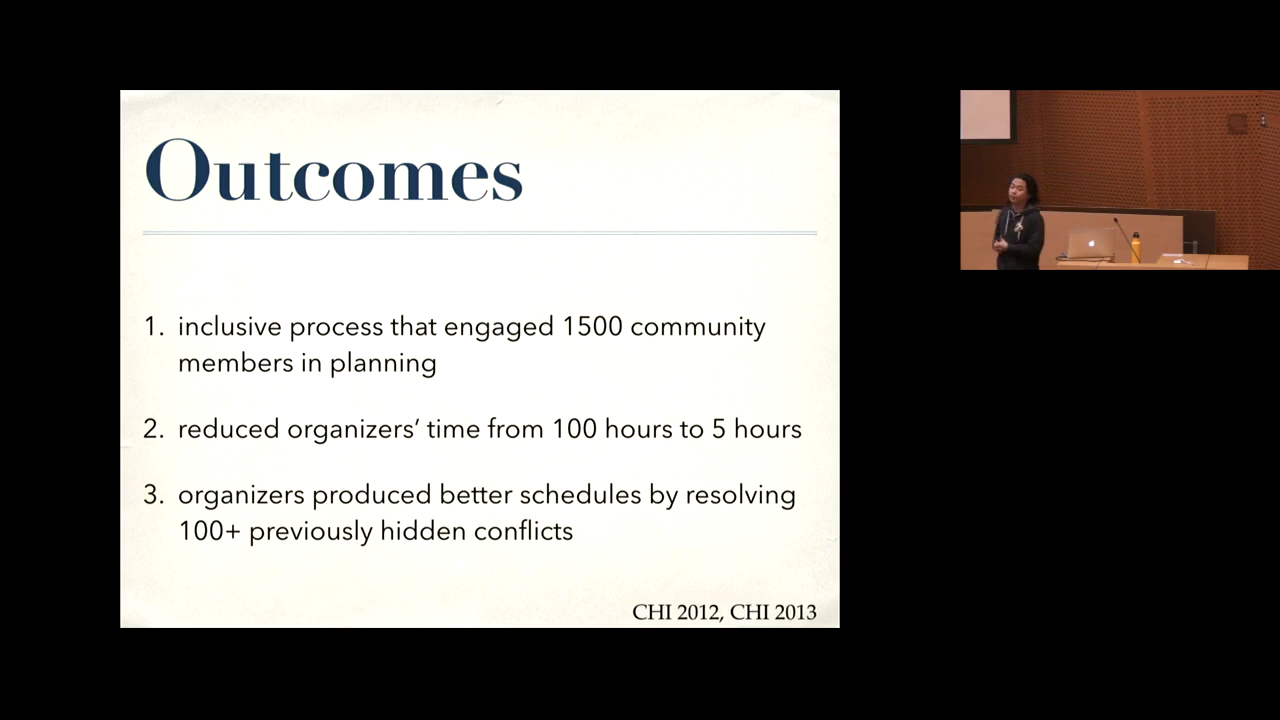 Outcomes
1. inclusive process that engaged 1500 community
members in planning
2. reduced organizers’ time from 100 hours to 5 hours
3. organizers produced better schedules by resolving
100+ previously hidden conflicts
CHI 2012, CHI 2013